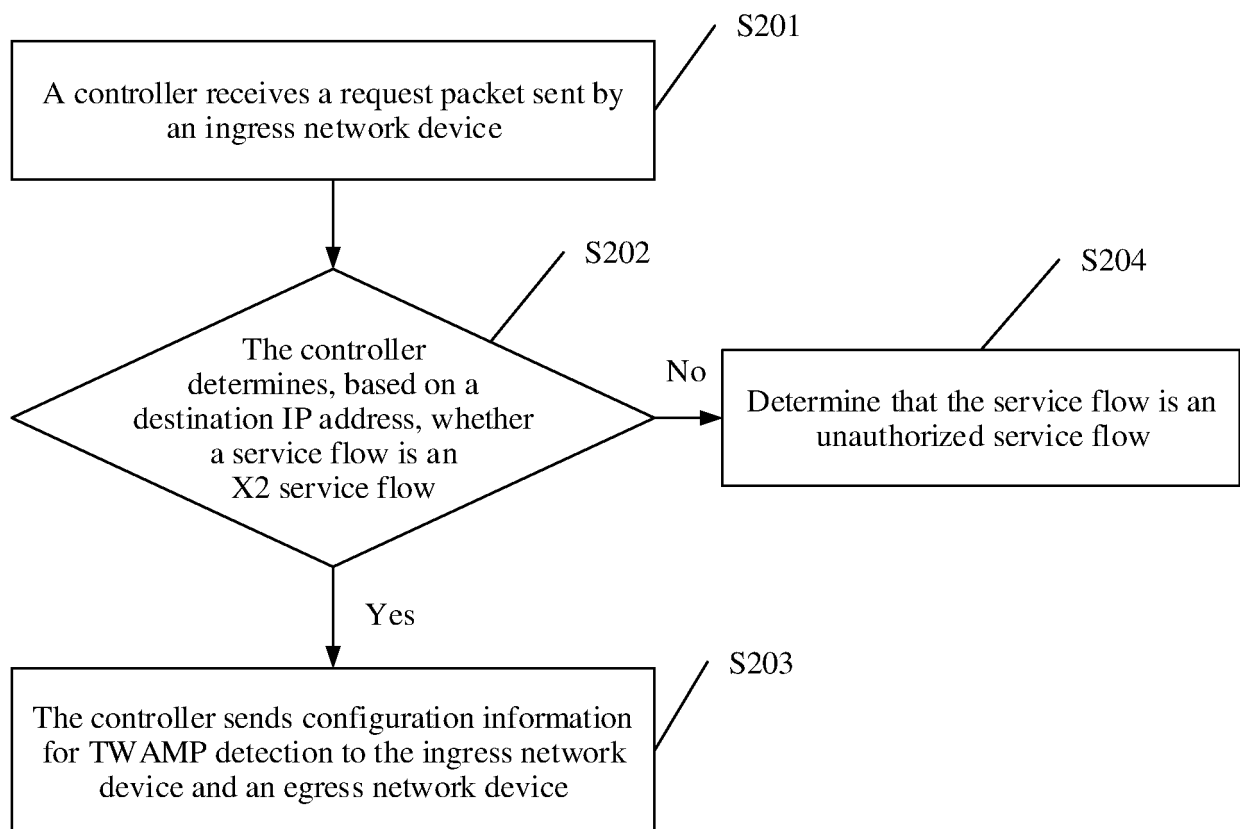 S201
A controller receives a request packet sent by
an ingress network device
S202
The controller
determines, based on a
destination IP address, whether
a service flow is an
X2 service flow
No
S204
Determine that the service flow is an
unauthorized service flow
Yes
S203
The controller sends configuration information
for TWAMP detection to the ingress network
device and an egress network device